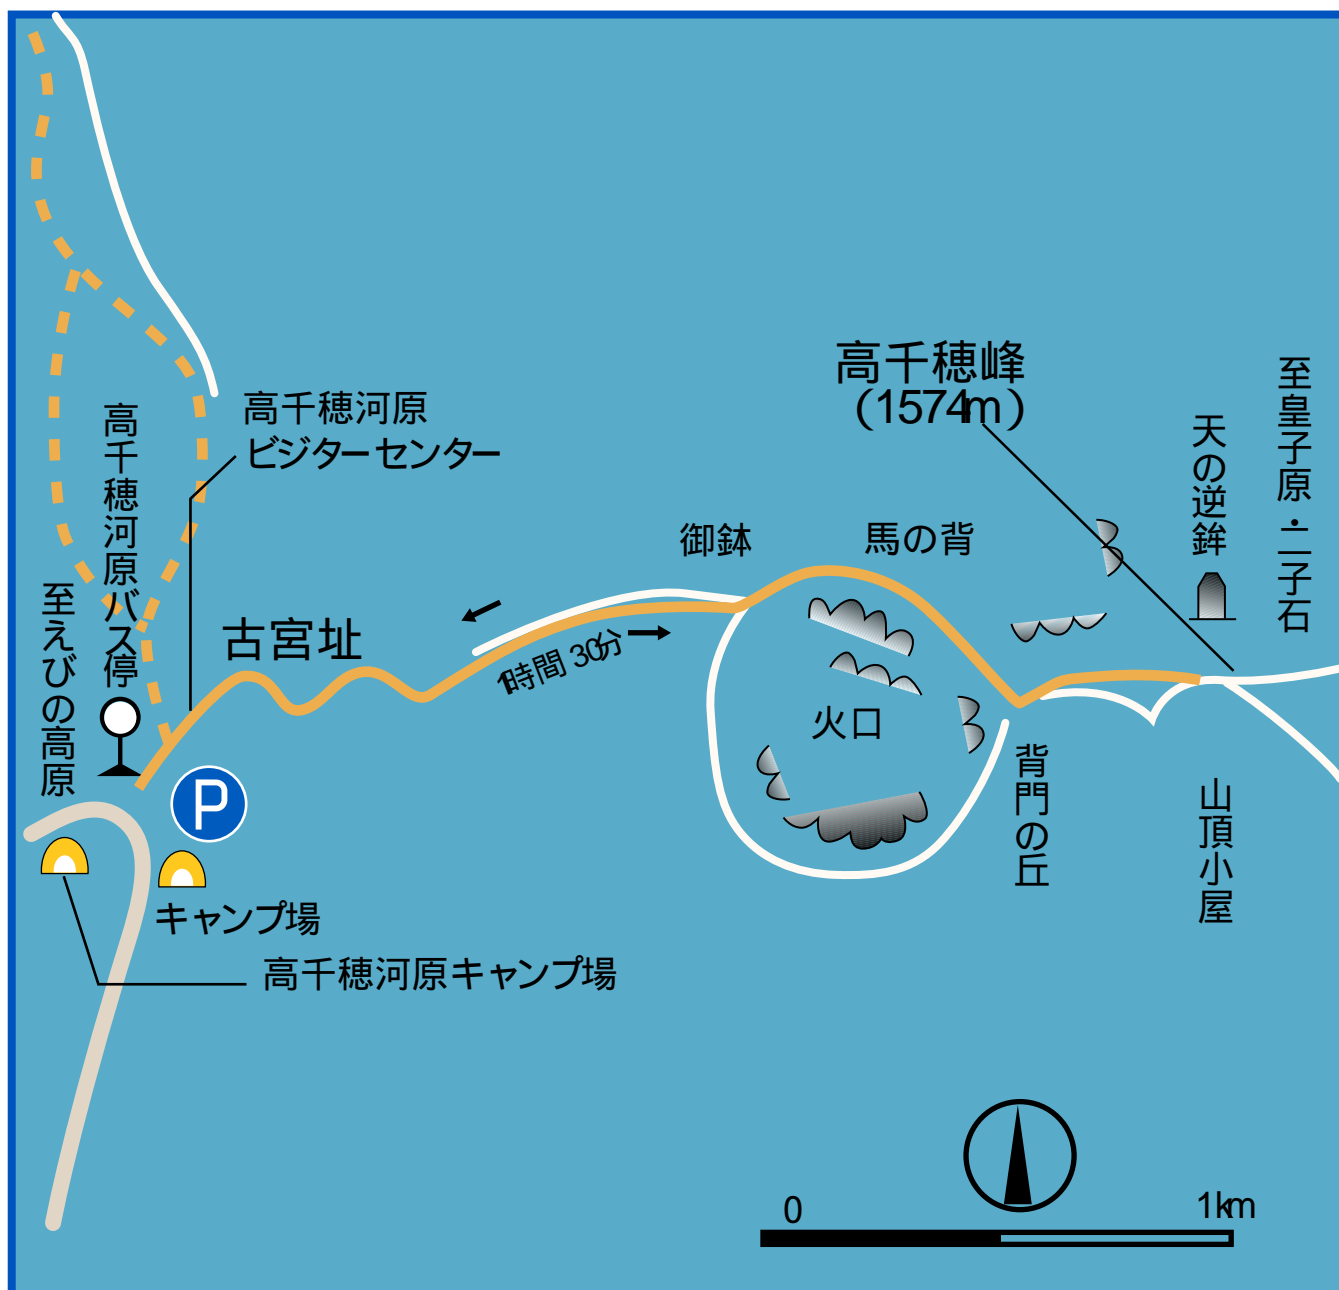 高千穂峰
（1574m）
至皇子原・二子石
天の逆鉾
高千穂河原
ビジターセンター
高千穂河原バス停
至えびの高原
御鉢
馬の背
古宮址
1時間30分
火口
背門の丘
山頂小屋
P
キャンプ場
高千穂河原キャンプ場
0
1km